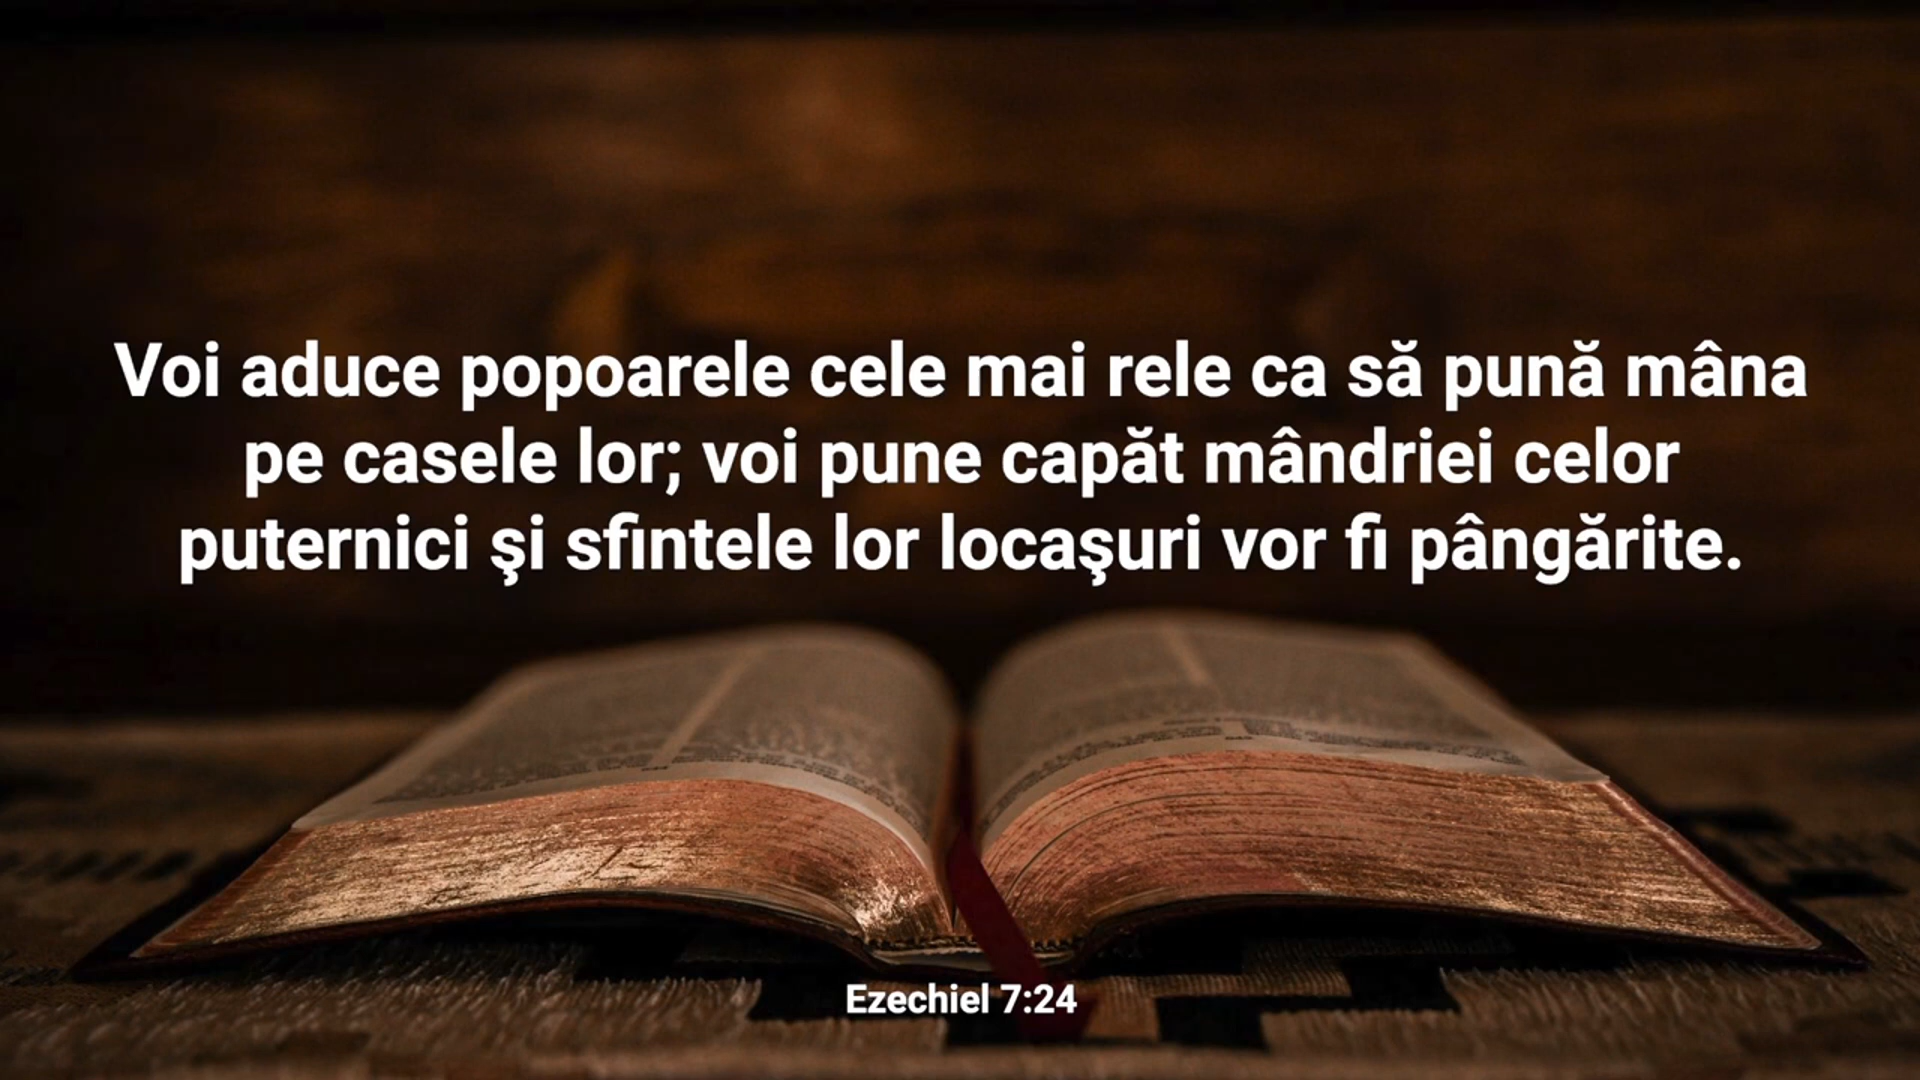 Voi aduce popoarele cele mai rele ca să pună mâna
pe casele lor; voi pune capăt mândriei celor
puternici şi sfintele lor locaşuri vor fi pângărite.
Ezechiel 7:24